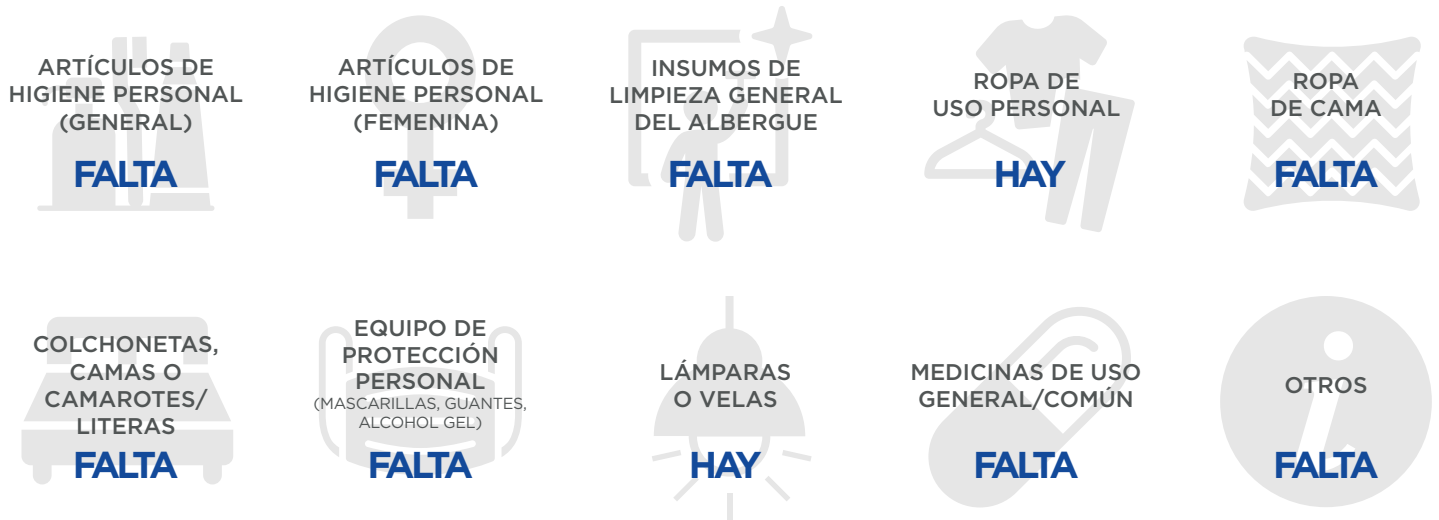 ARTÍCULOS DE
HIGIENE PERSONAL
(GENERAL)
FALTA
ARTÍCULOS DE
HIGIENE PERSONAL
(FEMENINA)
FALTA
INSUMOS DE
LIMPIEZA GENERAL
DEL ALBERGUE
FALTA
ROPA DE
USO PERSONAL
HAY
ROPA
DE CAMA
FALTA
COLCHONETAS,
CAMAS O
CAMAROTES/
LITERAS
FALTA
EQUIPO DE
PROTECCIÓN
PERSONAL
(MASCARILLAS, GUANTES,
ALCOHOL GEL)
FALTA
LÁMPARAS
O VELAS
HAY
MEDICINAS DE USO
GENERAL/COMÚN
FALTA
OTROS
FALTA